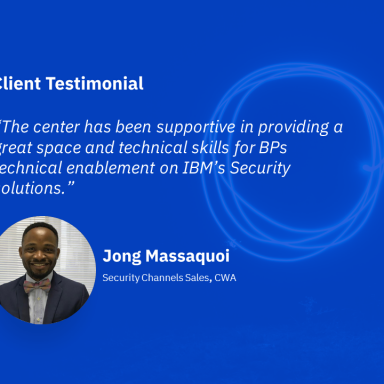 Client Testimonial
“The center has been supportive in providing a
great space and technical skills for BPs
technical enablement on IBM’s Security
solutions.”
Jong Massaquoi
Security Channels Sales, CWA